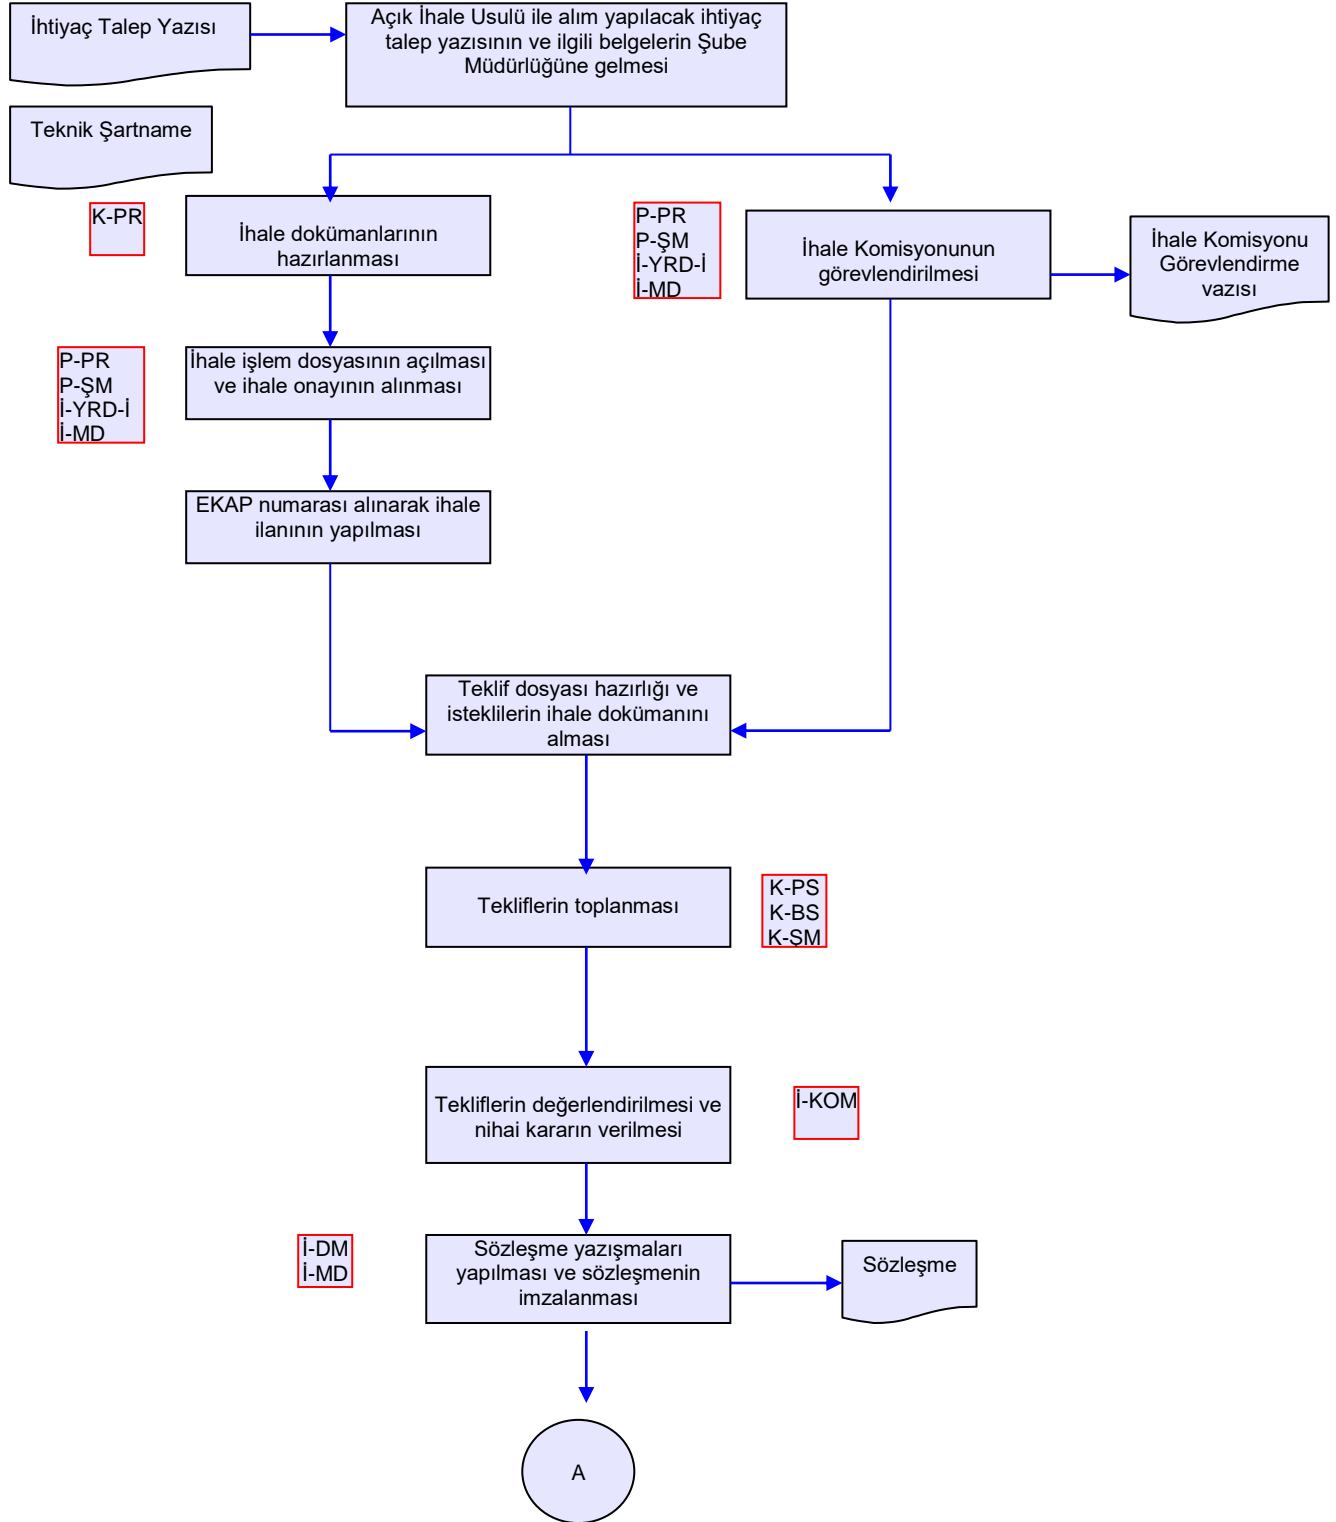 İhtiyaç Talep Yazısı
Açık İhale Usulü ile alım yapılacak ihtiyaç
talep yazısının ve ilgili belgelerin Şube
Müdürlüğüne gelmesi
Teknik Şartname
K-PR
İhale dokümanlarının
hazırlanması
P-PR
P-ŞM
İ-YRD-İ
İ-MD
İhale Komisyonunun
görevlendirilmesi
İhale Komisyonu
Görevlendirme
vazısı
P-PR
P-ŞM
İ-YRD-İ
İ-MD
İhale işlem dosyasının açılması
ve ihale onayının alınması
EKAP numarası alınarak ihale
ilanının yapılması
Teklif dosyası hazırlığı ve
isteklilerin ihale dokümanını
alması
Tekliflerin toplanması
K-PS
K-BS
K-ŞM
Tekliflerin değerlendirilmesi ve
nihai kararın verilmesi
İ-KOM
İ-DM
İ-MD
Sözleşme yazışmaları
yapılması ve sözleşmenin
imzalanması
Sözleşme
A